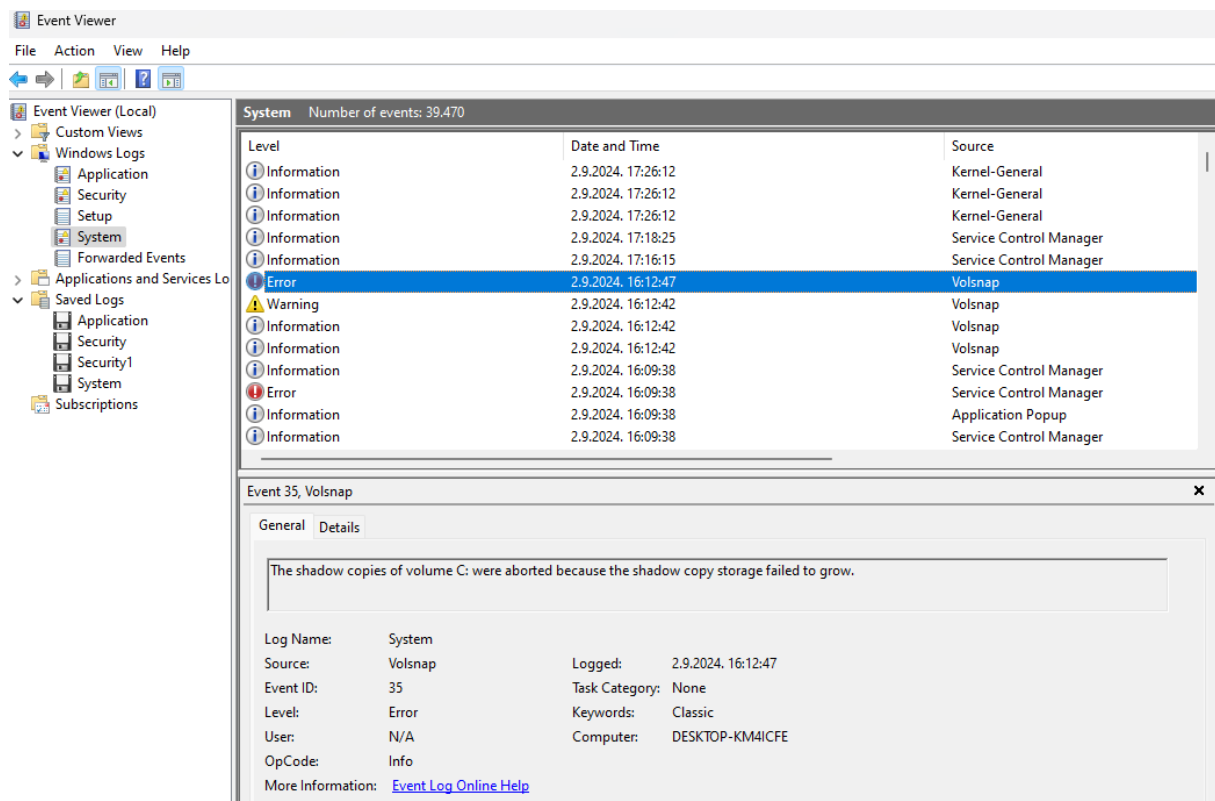 Event Viewer
File Action View Help
Event Viewer (Local)
Custom Views
Windows Logs
Application
Security
Setup
System
Forwarded Events
Applications and Services Lo
Saved Logs
Application
Security
Security1
System
Subscriptions
System Number of events: 39.470
Level Date and Time Source
Information 2.9.2024. 17:26:12 Kernel-General
Information 2.9.2024. 17:26:12 Kernel-General
Information 2.9.2024. 17:26:12 Kernel-General
Information 2.9.2024. 17:18:25 Service Control Manager
Information 2.9.2024. 17:16:15 Service Control Manager
Error 2.9.2024. 16:12:47 Volsnap
Warning 2.9.2024. 16:12:42 Volsnap
Information 2.9.2024. 16:12:42 Volsnap
Information 2.9.2024. 16:12:42 Volsnap
Information 2.9.2024. 16:09:38 Service Control Manager
Error 2.9.2024. 16:09:38 Service Control Manager
Information 2.9.2024. 16:09:38 Application Popup
Information 2.9.2024. 16:09:38 Service Control Manager
Event 35, Volsnap
General Details
The shadow copies of volume C: were aborted because the shadow copy storage failed to grow.
Log Name: System
Source: Volsnap Logged: 2.9.2024. 16:12:47
Event ID: 35 Task Category: None
Level: Error Keywords: Classic
User: N/A Computer: DESKTOP-KM4ICFE
OpCode: Info
More Information: Event Log Online Help